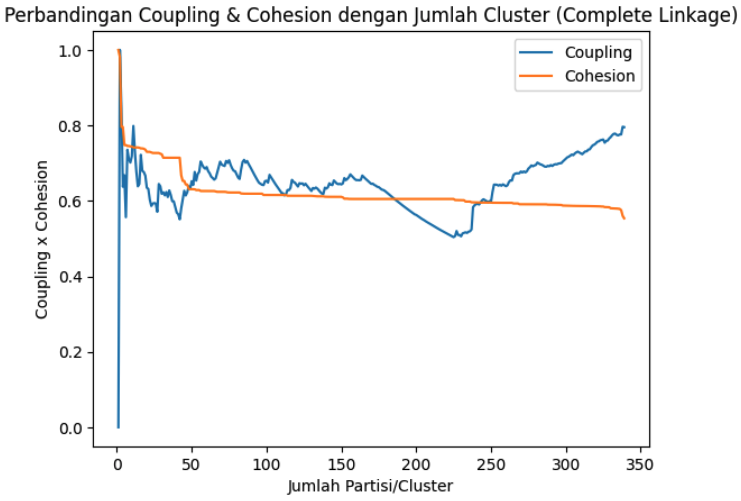 Perbandingan Coupling & Cohesion dengan Jumlah Cluster (Complete Linkage)
Coupling
Cohesion
Coupling x Cohesion
1.0
0.8
0.6
0.4
0.2
0.0
0 50 100 150 200 250 300 350
Jumlah Partisi/Cluster